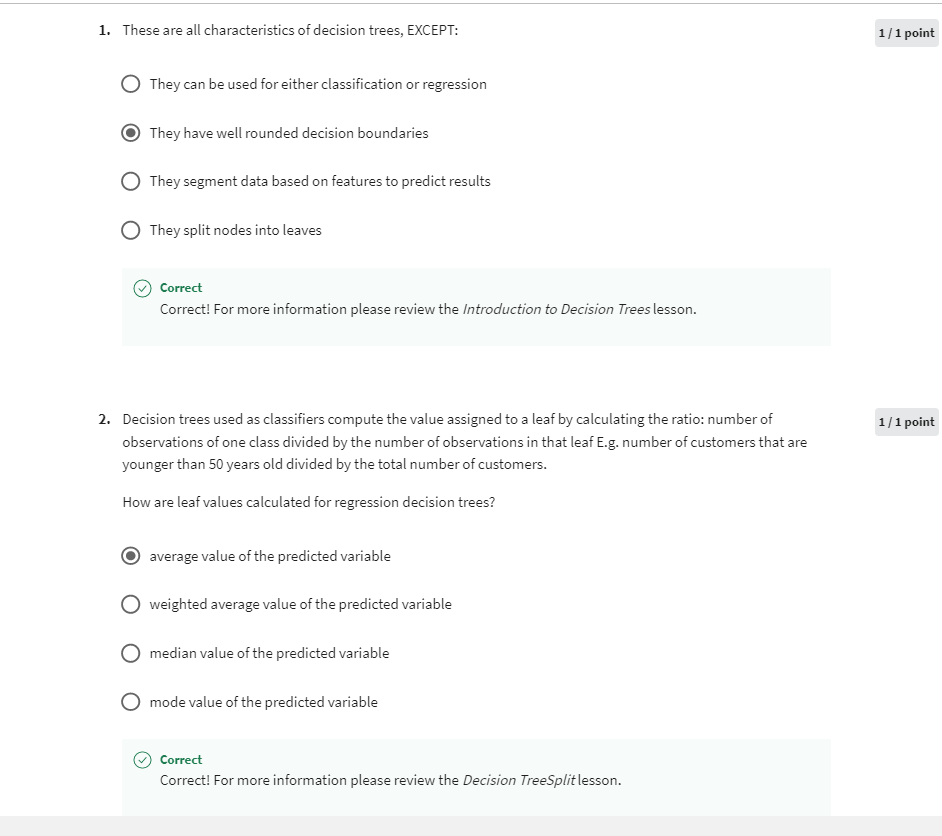 1. These are all characteristics of decision trees, EXCEPT:
1 / 1 point
They can be used for either classification or regression
They have well rounded decision boundaries
They segment data based on features to predict results
They split nodes into leaves
Correct
Correct! For more information please review the Introduction to Decision Trees lesson.
2. Decision trees used as classifiers compute the value assigned to a leaf by calculating the ratio: number of
1 / 1 point
observations of one class divided by the number of observations in that leaf E.g. number of customers that are
younger than 50 years old divided by the total number of customers.
How are leaf values calculated for regression decision trees?
average value of the predicted variable
weighted average value of the predicted variable
median value of the predicted variable
mode value of the predicted variable
Correct
Correct! For more information please review the Decision TreeSplit lesson.